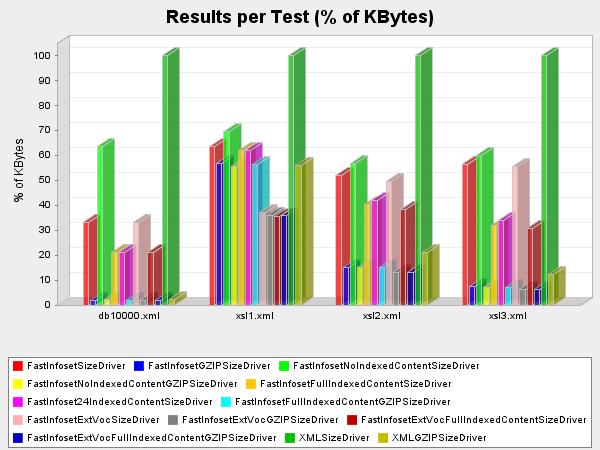 Results per Test (% of KBytes)
% of KBytes
100
90
80
70
60
50
40
30
20
10
0
db10000.xml xsl1.xml xsl2.xml xsl3.xml
FastInfosetSizeDriver FastInfosetGZIPSizeDriver FastInfosetNoIndexedContentSizeDriver
FastInfosetNoIndexedContentGZIPSizeDriver FastInfosetFullIndexedContentSizeDriver
FastInfoset24IndexedContentSizeDriver FastInfosetFullIndexedContentGZIPSizeDriver
FastInfosetExtVocSizeDriver FastInfosetExtVocGZIPSizeDriver FastInfosetExtVocFullIndexedContentSizeDriver
FastInfosetExtVocFullIndexedContentGZIPSizeDriver XMLSizeDriver XMLGZIPSizeDriver